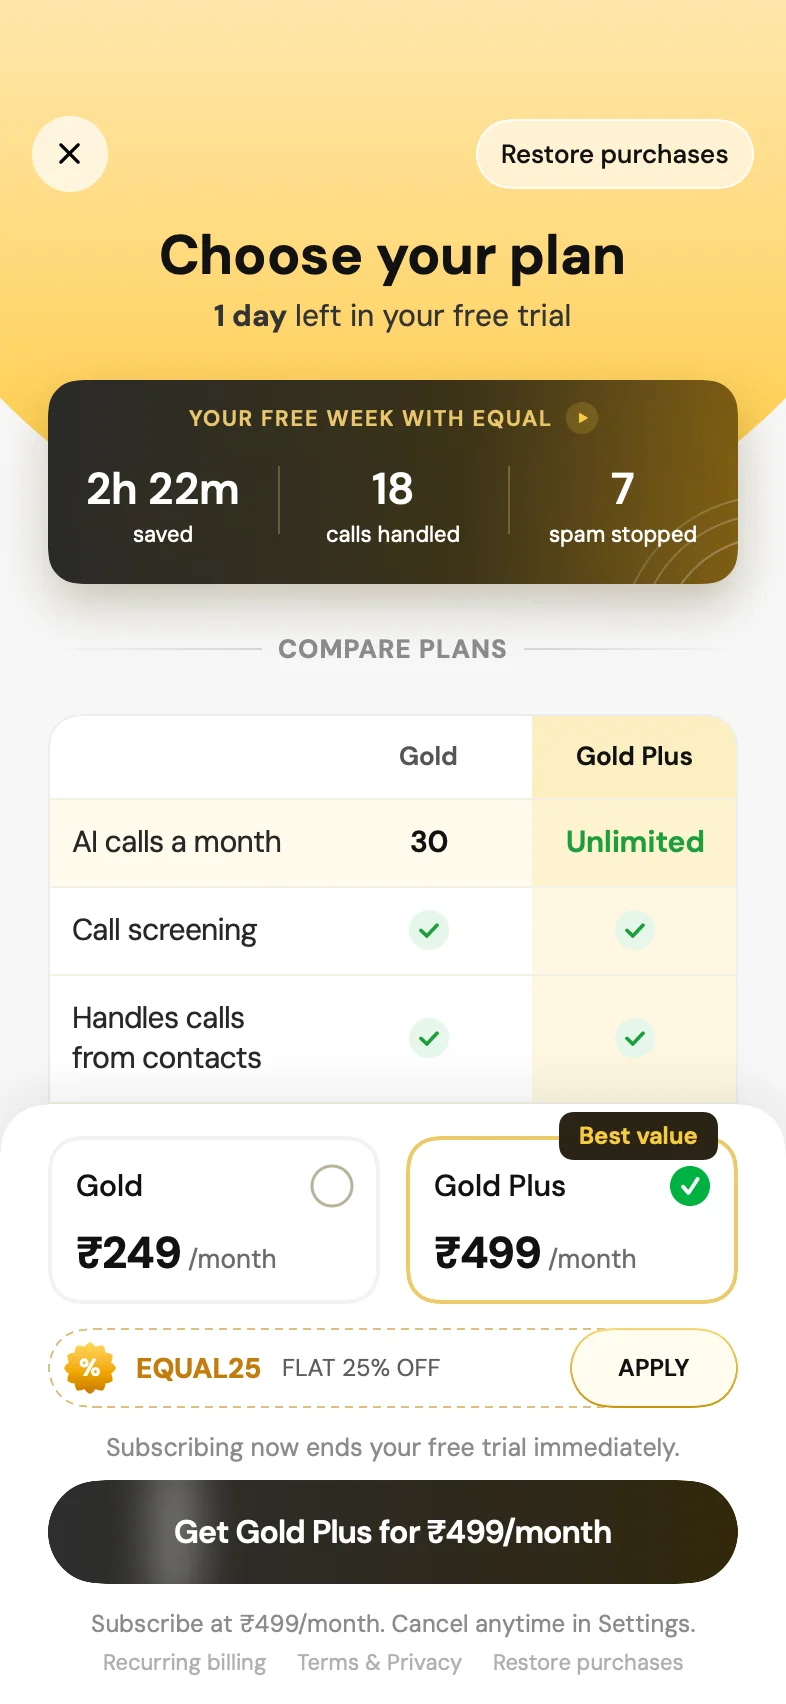 Restore purchases
Choose your plan
1 day left in your free trial
YOUR FREE WEEK WITH EQUAL
2h 22m 18 7
saved calls handled spam stopped
COMPARE PLANS
Gold Gold Plus
AI calls a month 30 Unlimited
Call screening
Handles calls
from contacts
Best value
Gold Gold Plus
₹249 /month ₹499 /month
% EQUAL25 FLAT 25% OFF APPLY
Subscribing now ends your free trial immediately.
Get Gold Plus for ₹499/month
Subscribe at ₹499/month. Cancel anytime in Settings.
Recurring billing Terms & Privacy Restore purchases